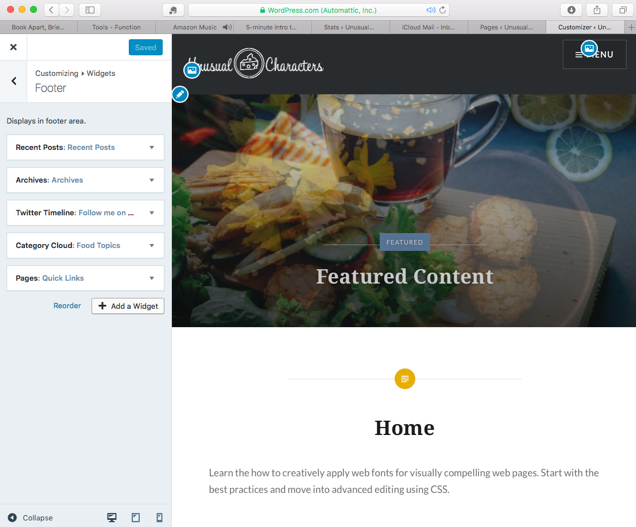 WordPress.com (Automattic, Inc.)
Book Apart, Brie...
Tools - Function
Amazon Music
5-minute Intro t...
Stats ‹ Unusual...
iCloud Mail - Inb...
Pages ‹ Unusual...
Customizer ‹ Un...
Saved
Customizing ▸ Widgets
Footer
Displays in footer area.
Recent Posts: Recent Posts
Archives: Archives
Twitter Timeline: Follow me on ...
Category Cloud: Food Topics
Pages: Quick Links
Reorder
Add a Widget
Collapse
Unusual Characters
MENU
FEATURED
Featured Content
Home
Learn the how to creatively apply web fonts for visually compelling web pages. Start with the
best practices and move into advanced editing using CSS.